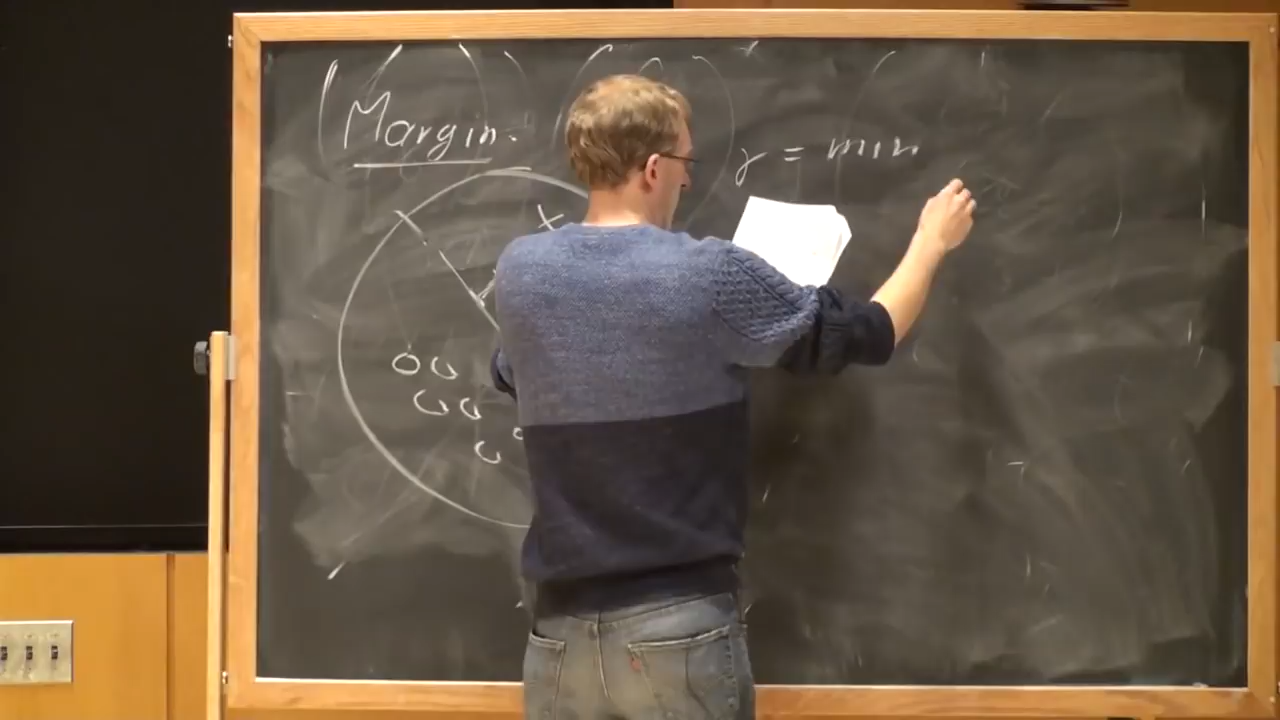 Margin.
γ = min